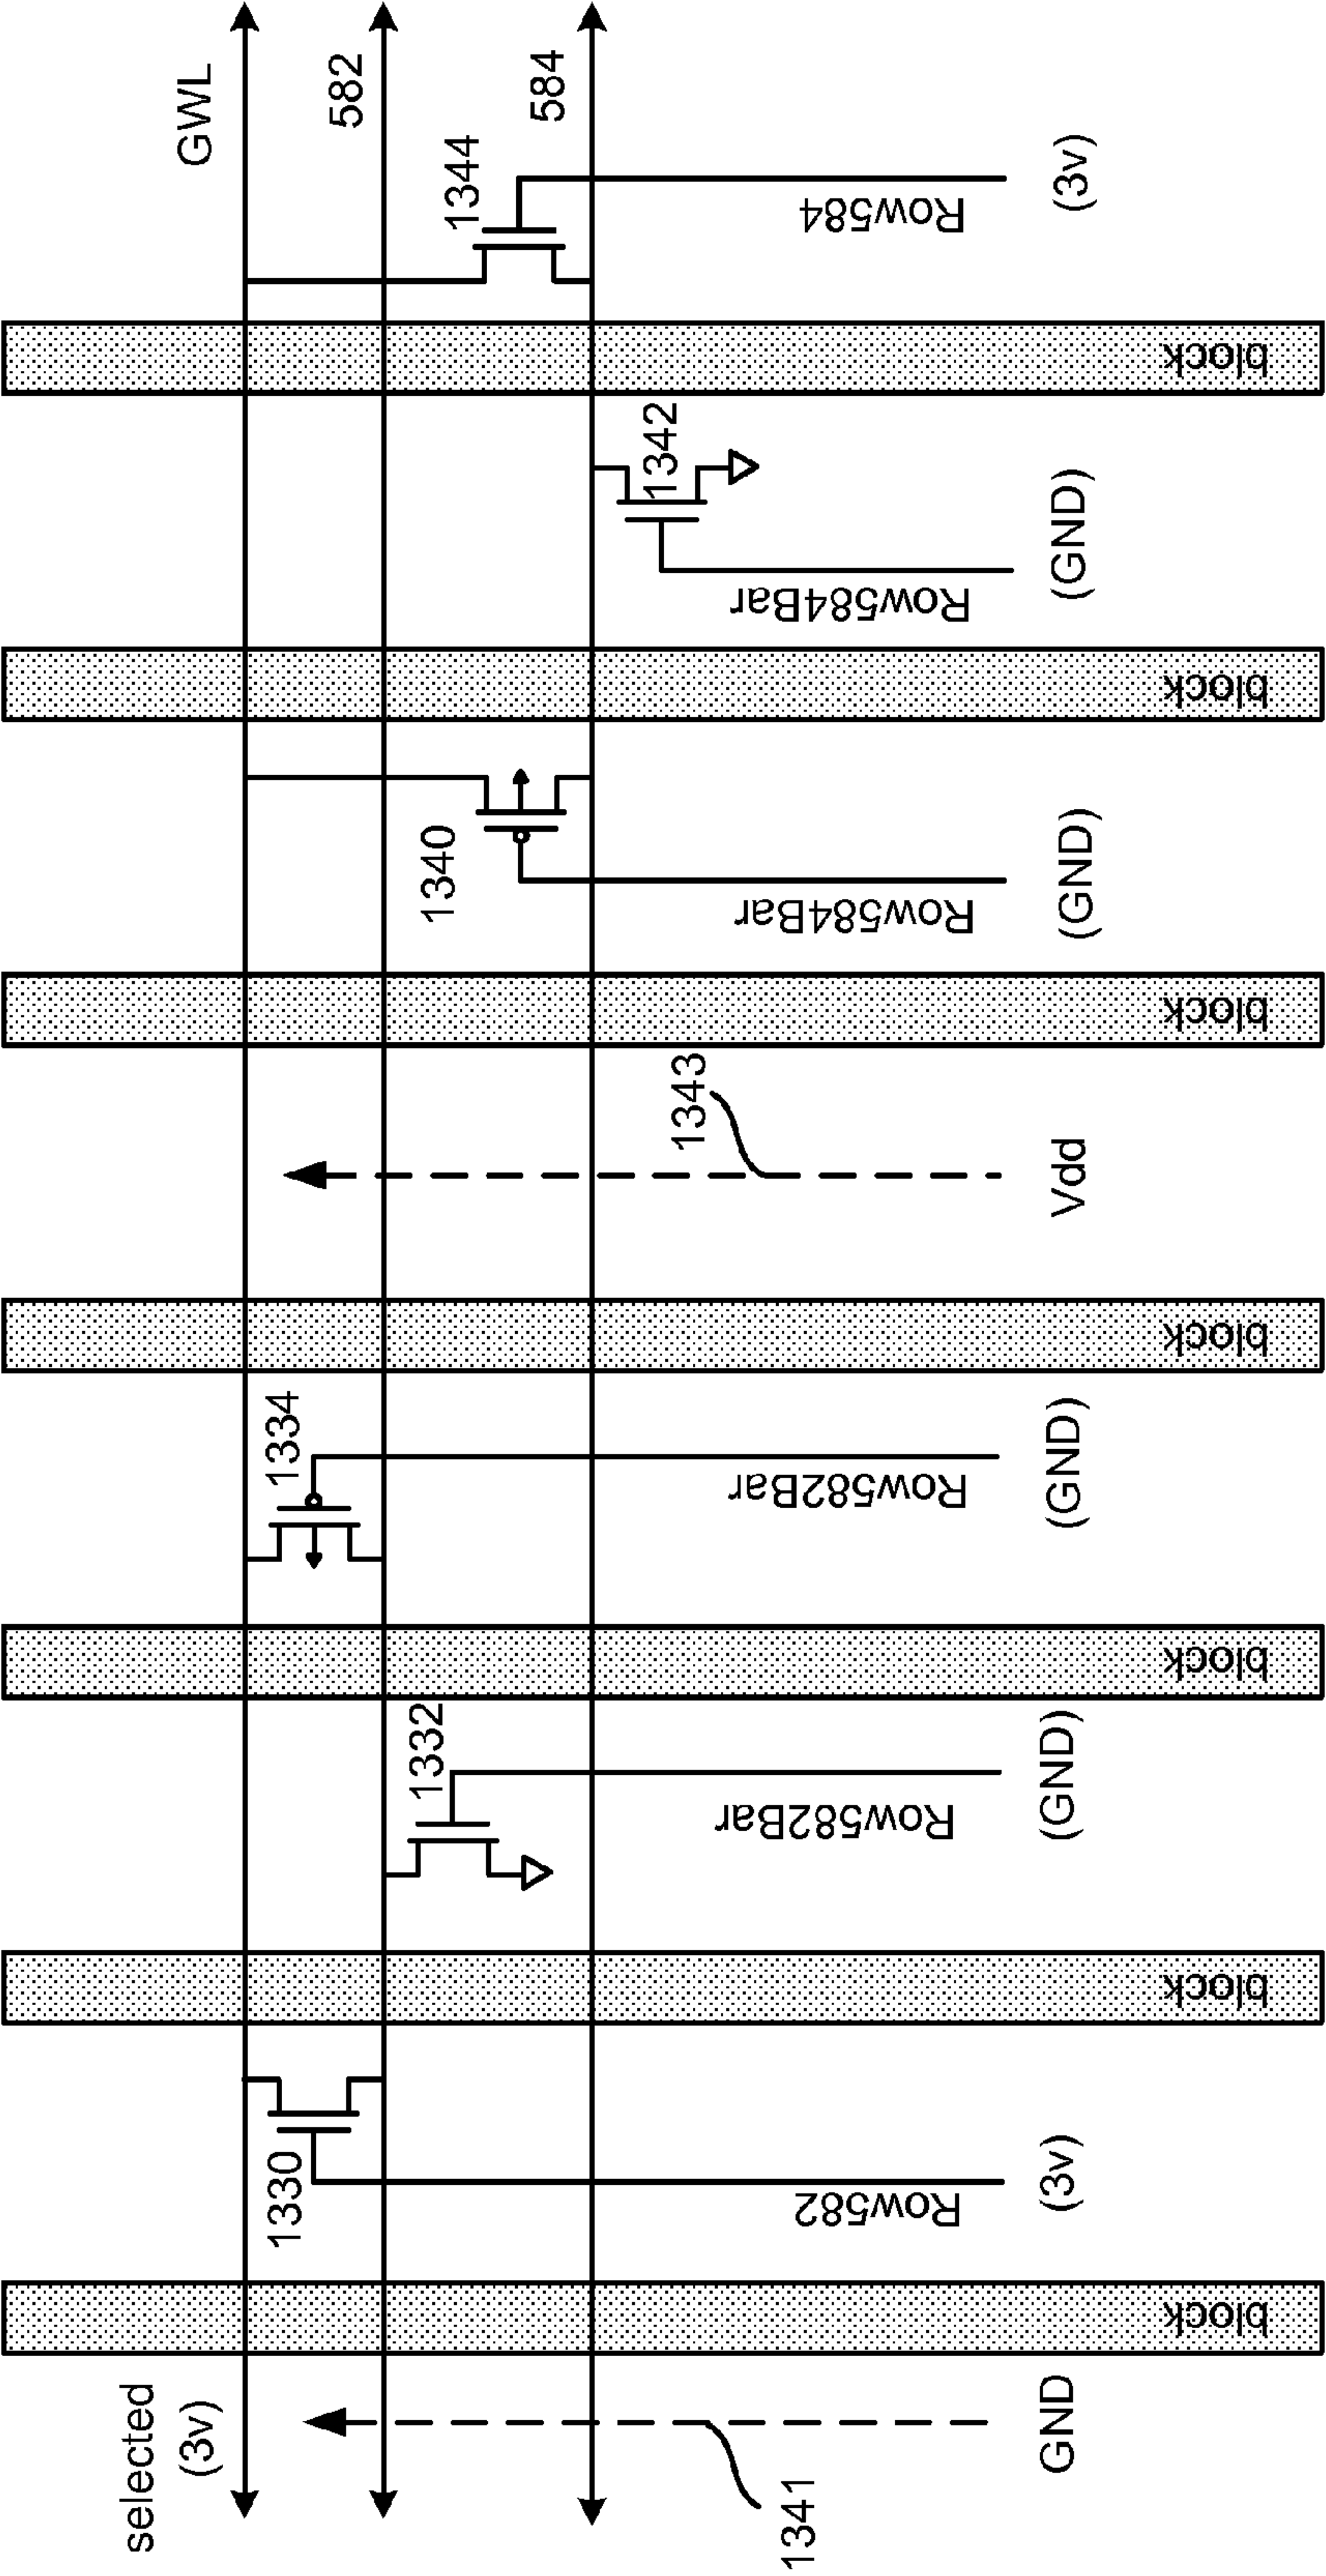 selected
(3v)
GWL
582
584
1330
1332
1334
1340
1342
1344
1341
1343
Row582
Row582Bar
Row582Bar
Row584Bar
Row584Bar
Row584
GND
(3v)
(GND)
(GND)
Vdd
(GND)
(GND)
(3v)
block
block
block
block
block
block
block